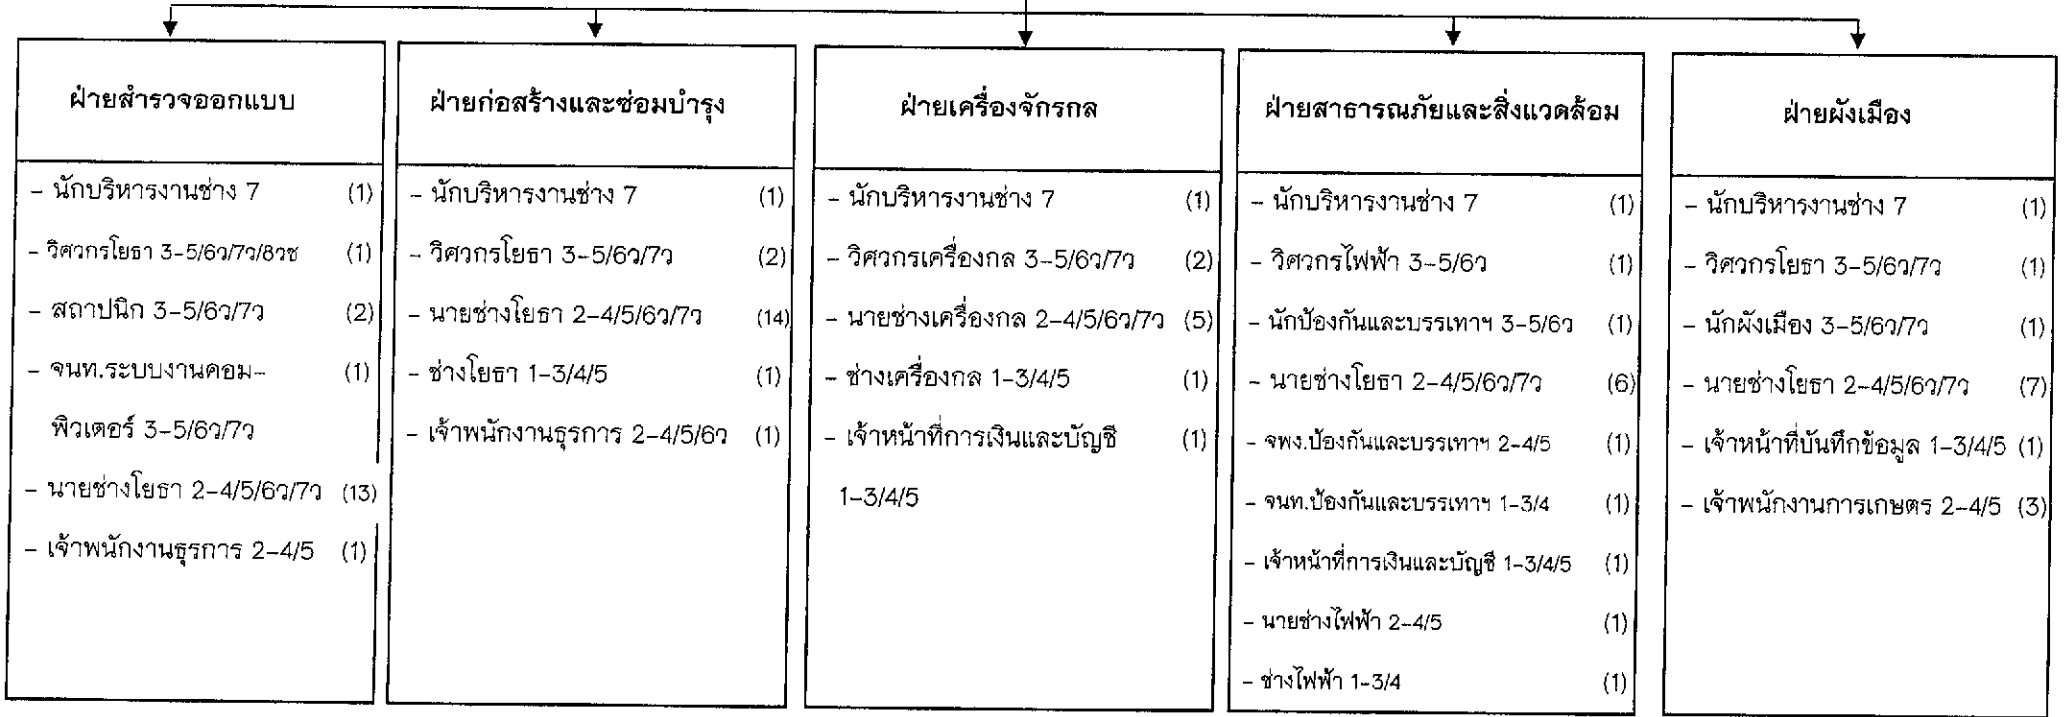 ฝ่ายสำรวจออกแบบ
– นักบริหารงานช่าง 7 (1)
– วิศวกรโยธา 3–5/6ว/7ว/8วช (1)
– สถาปนิก 3–5/6ว/7ว (2)
– จนท.ระบบงานคอม– (1)
พิวเตอร์ 3–5/6ว/7ว
– นายช่างโยธา 2–4/5/6ว/7ว (13)
– เจ้าพนักงานธุรการ 2–4/5 (1)
ฝ่ายก่อสร้างและซ่อมบำรุง
– นักบริหารงานช่าง 7 (1)
– วิศวกรโยธา 3–5/6ว/7ว (2)
– นายช่างโยธา 2–4/5/6ว/7ว (14)
– ช่างโยธา 1–3/4/5 (1)
– เจ้าพนักงานธุรการ 2–4/5/6ว (1)
ฝ่ายเครื่องจักรกล
– นักบริหารงานช่าง 7 (1)
– วิศวกรเครื่องกล 3–5/6ว/7ว (2)
– นายช่างเครื่องกล 2–4/5/6ว/7ว (5)
– ช่างเครื่องกล 1–3/4/5 (1)
– เจ้าหน้าที่การเงินและบัญชี (1)
1–3/4/5
ฝ่ายสาธารณภัยและสิ่งแวดล้อม
– นักบริหารงานช่าง 7 (1)
– วิศวกรไฟฟ้า 3–5/6ว (1)
– นักป้องกันและบรรเทาฯ 3–5/6ว (1)
– นายช่างโยธา 2–4/5/6ว/7ว (6)
– จพง.ป้องกันและบรรเทาฯ 2–4/5 (1)
– จนท.ป้องกันและบรรเทาฯ 1–3/4 (1)
– เจ้าหน้าที่การเงินและบัญชี 1–3/4/5 (1)
– นายช่างไฟฟ้า 2–4/5 (1)
– ช่างไฟฟ้า 1–3/4 (1)
ฝ่ายผังเมือง
– นักบริหารงานช่าง 7 (1)
– วิศวกรโยธา 3–5/6ว/7ว (1)
– นักผังเมือง 3–5/6ว/7ว (1)
– นายช่างโยธา 2–4/5/6ว/7ว (7)
– เจ้าหน้าที่บันทึกข้อมูล 1–3/4/5 (1)
– เจ้าพนักงานการเกษตร 2–4/5 (3)